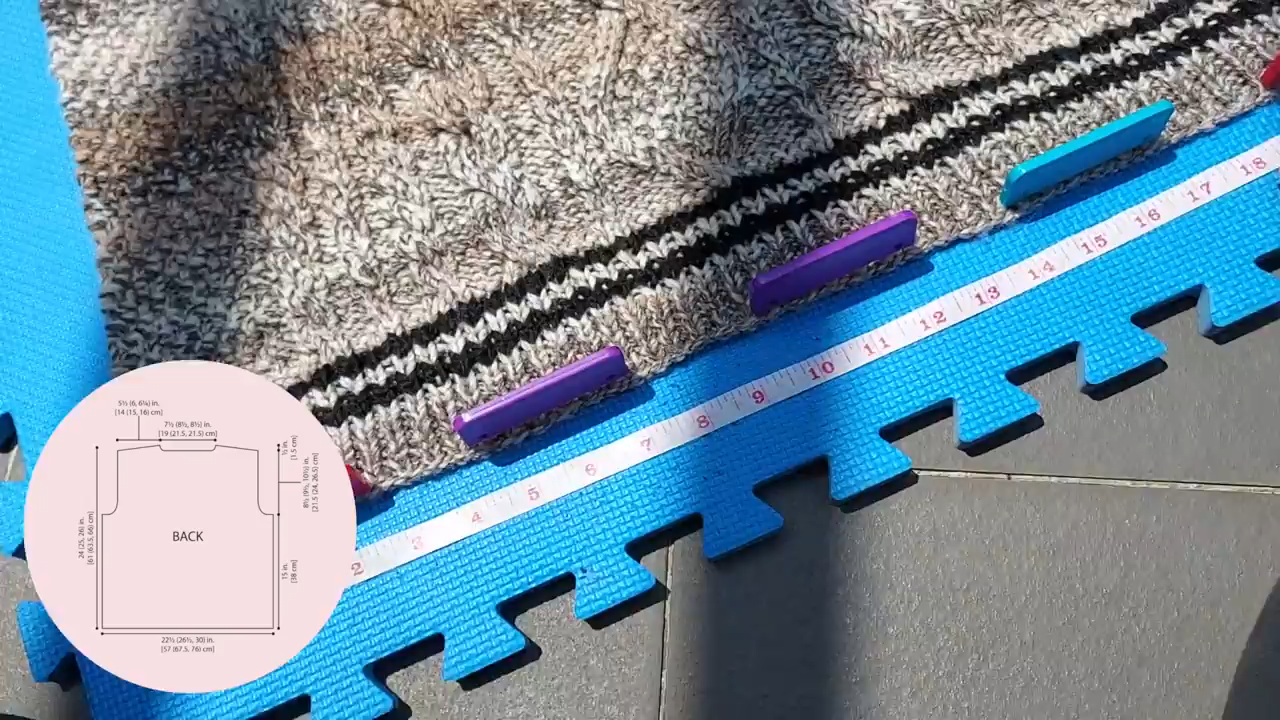 5½ (6, 6¼) in.
[14 (15, 16) cm]
7½ (8½, 8½) in.
[19 (21.5, 21.5) cm]
½ in.
[1.5 cm]
8½ (9½, 10½) in.
[21.5 (24, 26.5) cm]
24 (25, 26) in.
[61 (63.5, 66) cm]
BACK
15 in.
[38 cm]
22½ (26½, 30) in.
[57 (67.5, 76) cm]
2 3 4 5 6 7 8 9 10 11 12 13 14 15 16 17 18